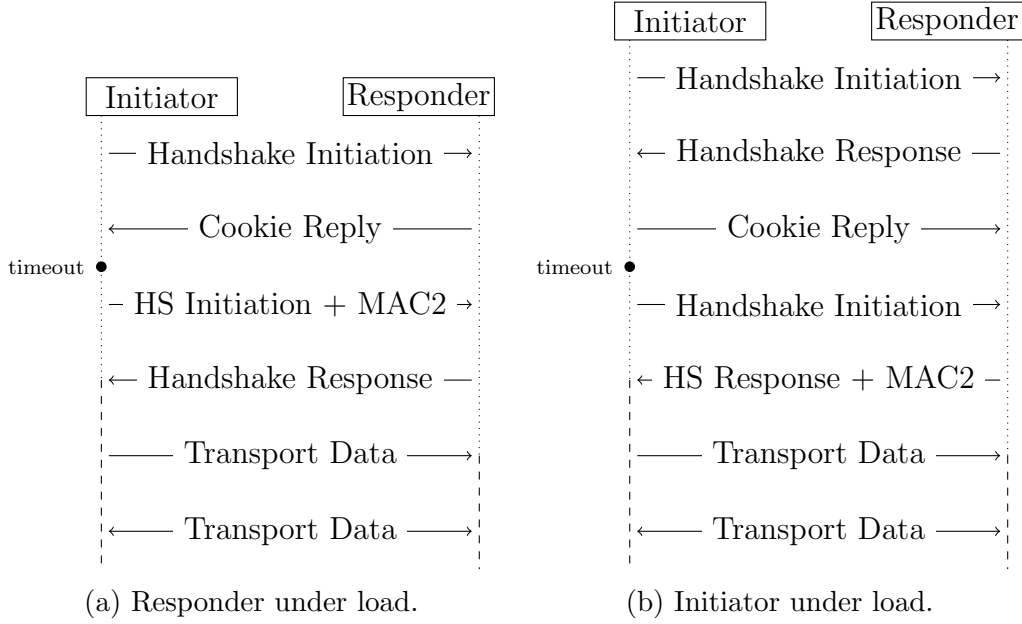 Initiator
Responder
Handshake Initiation
Cookie Reply
timeout
HS Initiation + MAC2
Handshake Response
Transport Data
Transport Data
(a) Responder under load.
Initiator
Responder
Handshake Initiation
Handshake Response
Cookie Reply
timeout
Handshake Initiation
HS Response + MAC2
Transport Data
Transport Data
(b) Initiator under load.